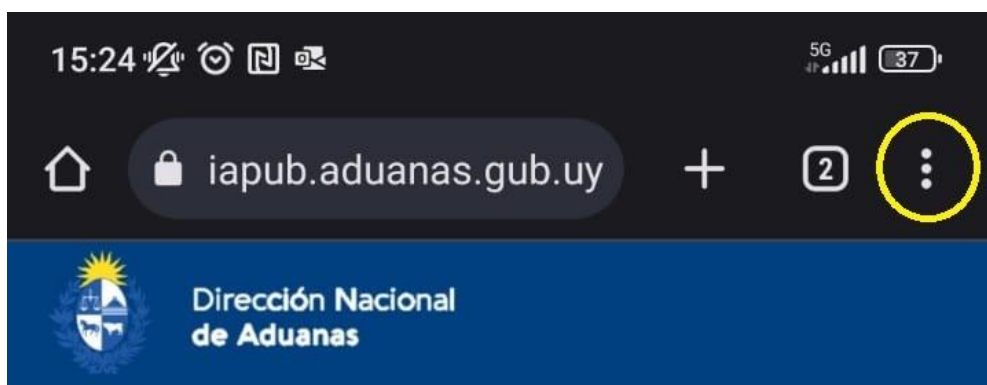 15:24
5G
37
iapub.aduanas.gub.uy
2
Dirección Nacional
de Aduanas